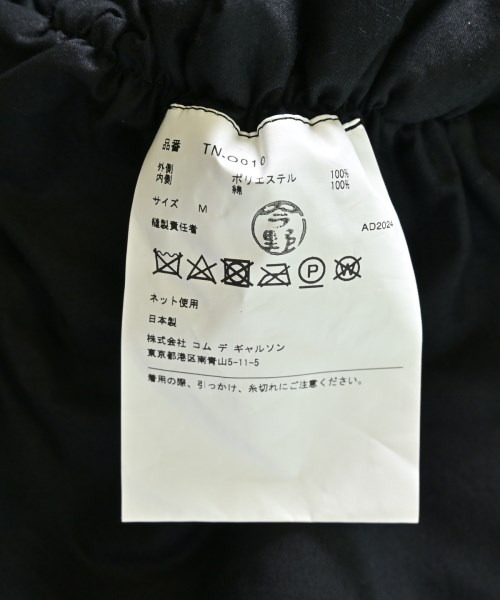 品番 TN-O010
外側 ポリエステル 100%
内側 綿 100%
サイズ M
縫製責任者 今野 AD2024
P W
ネット使用
日本製
株式会社 コム デ ギャルソン
東京都港区南青山5-11-5
着用の際、引っかけ、糸切れにご注意ください。